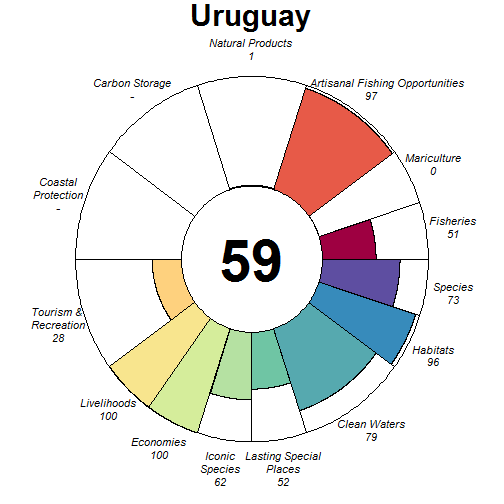 Uruguay
Natural Products
1
Carbon Storage
-
Artisanal Fishing Opportunities
97
Mariculture
0
Coastal
Protection
-
Fisheries
51
59
Species
73
Tourism &
Recreation
28
Habitats
96
Livelihoods
100
Clean Waters
79
Economies
100
Iconic
Species
62
Lasting Special
Places
52